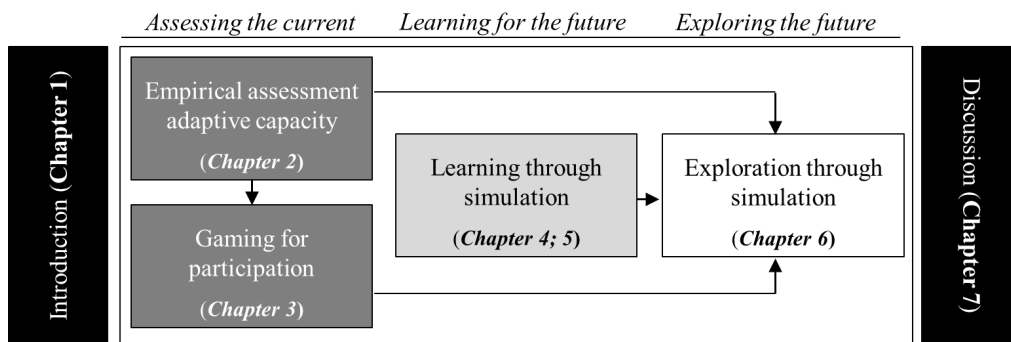 Assessing the current
Learning for the future
Exploring the future
Introduction (Chapter 1)
Empirical assessment
adaptive capacity
(Chapter 2)
Gaming for
participation
(Chapter 3)
Learning through
simulation
(Chapter 4; 5)
Exploration through
simulation
(Chapter 6)
Discussion (Chapter 7)